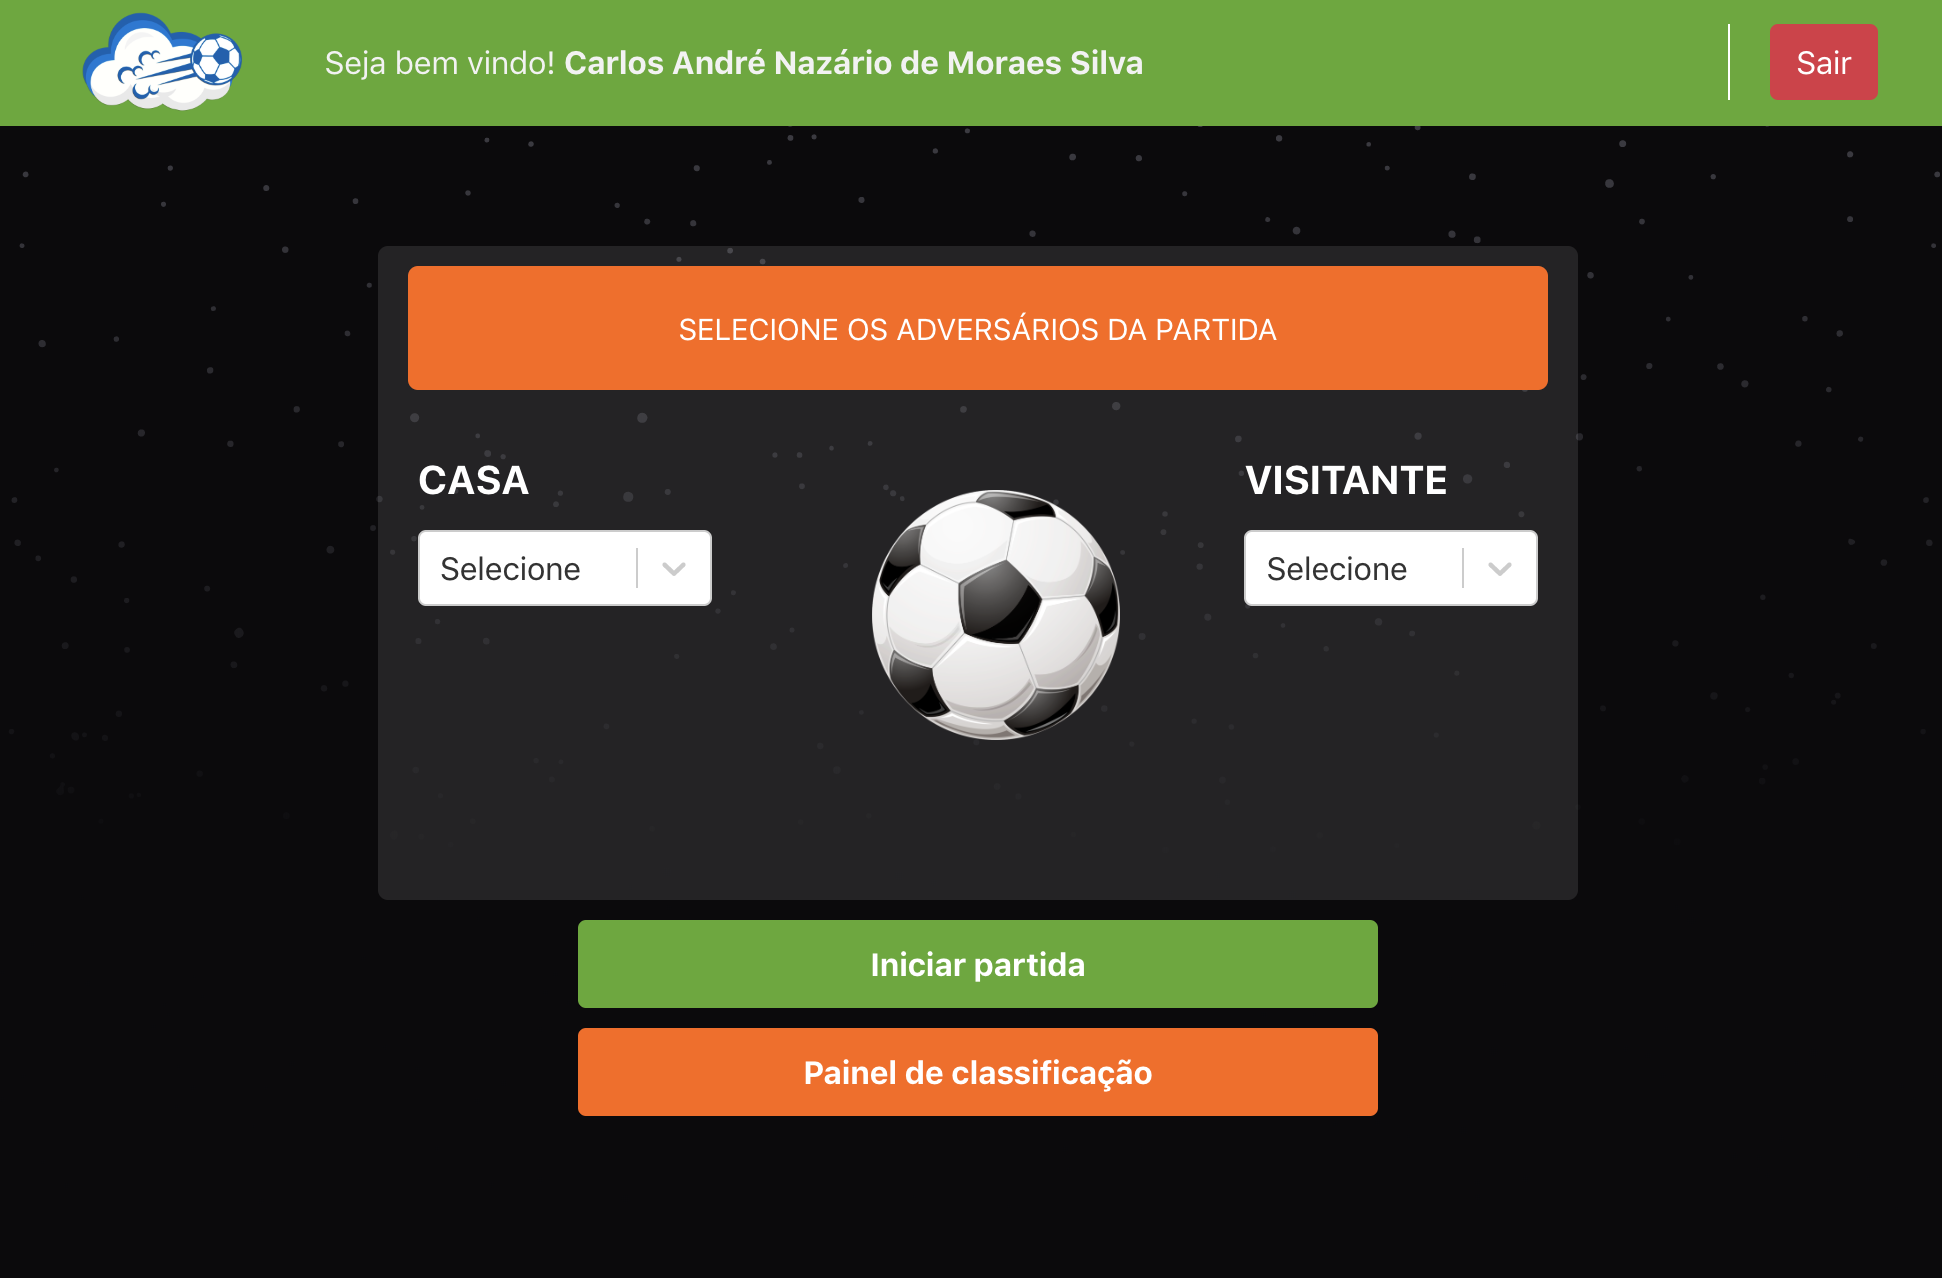 Seja bem vindo! Carlos André Nazário de Moraes Silva
Sair
SELECIONE OS ADVERSÁRIOS DA PARTIDA
CASA
Selecione
VISITANTE
Selecione
Iniciar partida
Painel de classificação